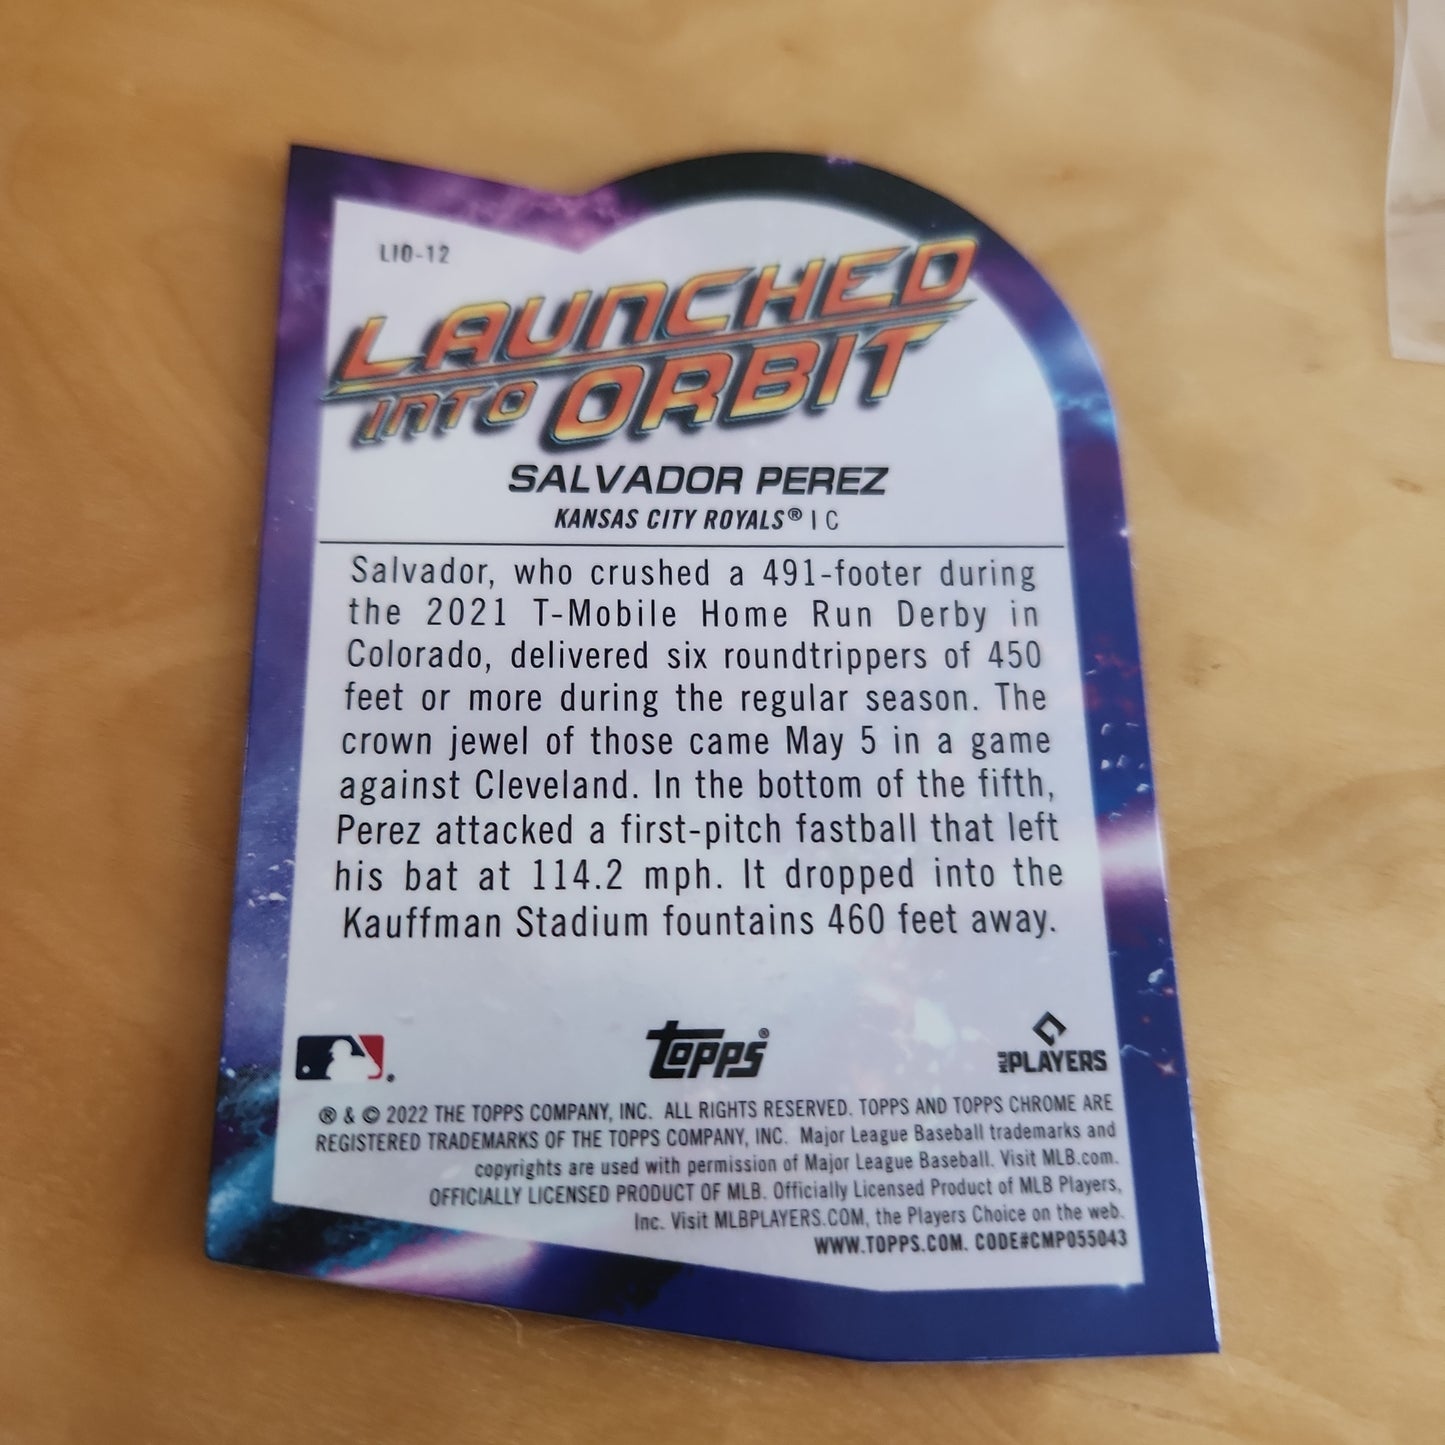 LIO-12
LAUNCHED
INTO ORBIT
SALVADOR PEREZ
KANSAS CITY ROYALS® | C
Salvador, who crushed a 491-footer during
the 2021 T-Mobile Home Run Derby in
Colorado, delivered six roundtrippers of 450
feet or more during the regular season. The
crown jewel of those came May 5 in a game
against Cleveland. In the bottom of the fifth,
Perez attacked a first-pitch fastball that left
his bat at 114.2 mph. It dropped into the
Kauffman Stadium fountains 460 feet away.
topps®
MLB PLAYERS
® & © 2022 THE TOPPS COMPANY, INC. ALL RIGHTS RESERVED. TOPPS AND TOPPS CHROME ARE
REGISTERED TRADEMARKS OF THE TOPPS COMPANY, INC. Major League Baseball trademarks and
copyrights are used with permission of Major League Baseball. Visit MLB.com.
OFFICIALLY LICENSED PRODUCT OF MLB. Officially Licensed Product of MLB Players,
Inc. Visit MLBPLAYERS.COM, the Players Choice on the web.
WWW.TOPPS.COM. CODE#CMP055043